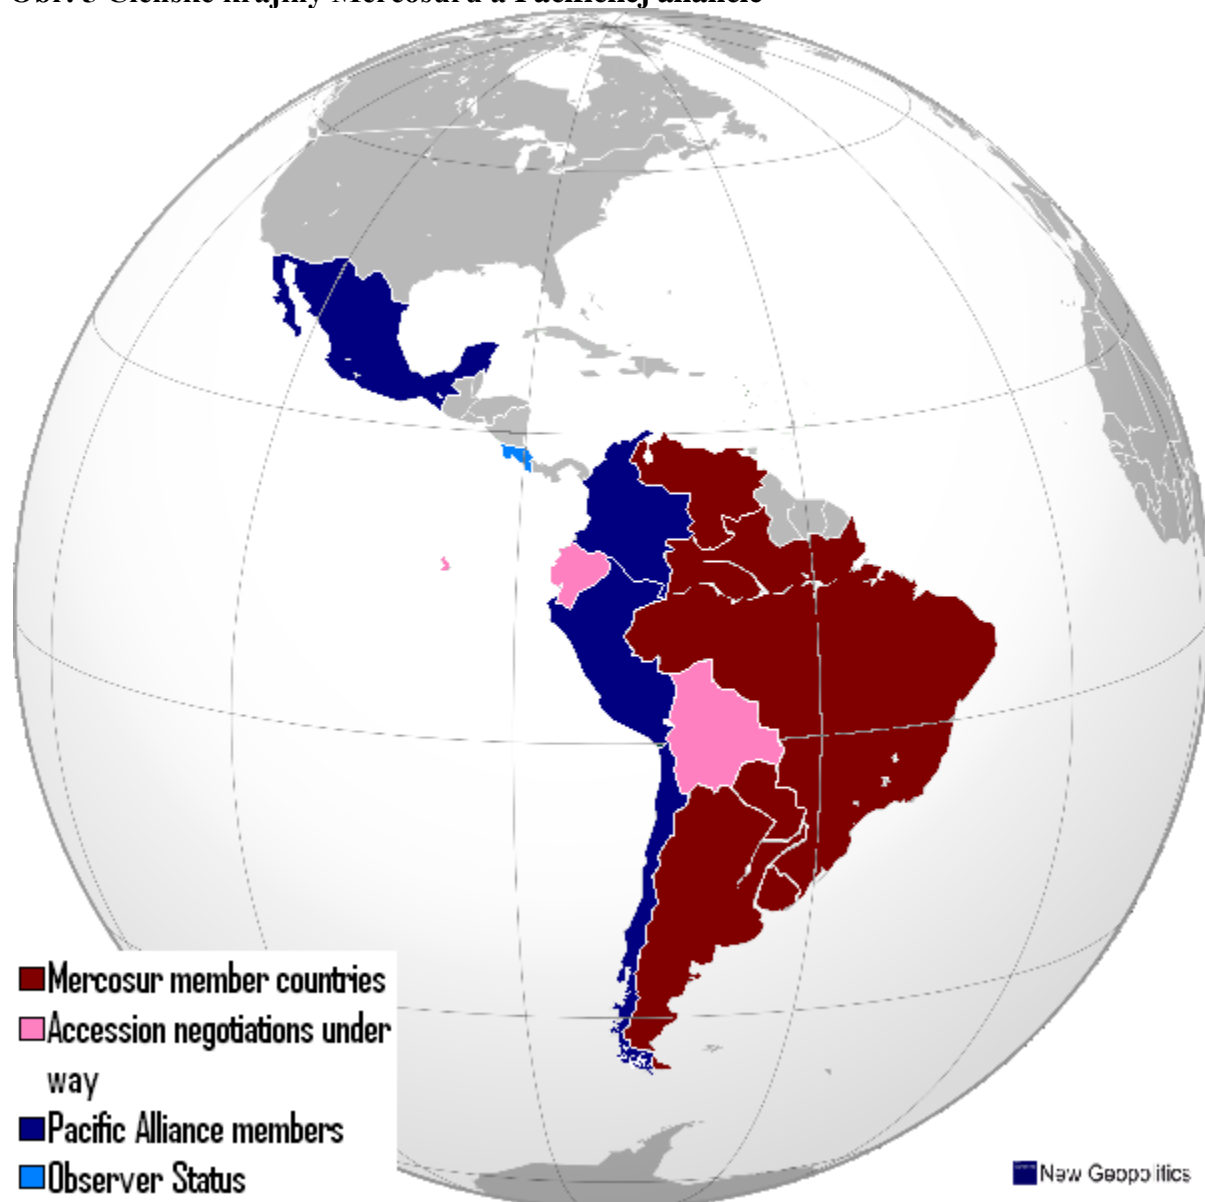 Mercosur member countries
Accession negotiations under
way
Pacific Alliance members
Observer Status
New Geopolitics